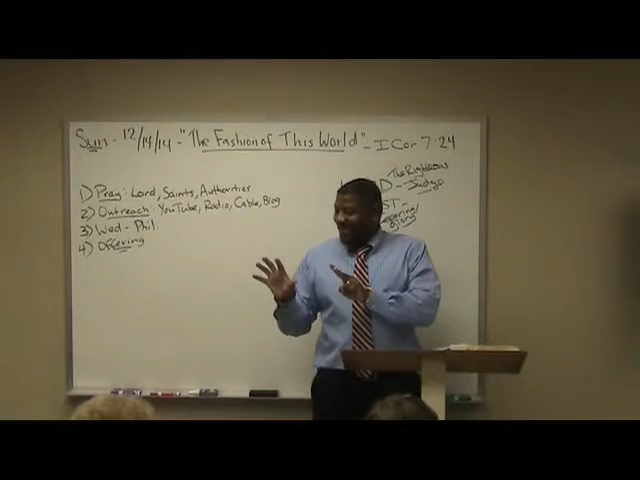 Sun - 12/14/14 - "The Fashion of This World" - I Cor 7:24
1) Pray: Lord, Saints, Authorities
2) Outreach: YouTube, Radio, Cable, Blog
3) Wed - Phil.
4) Offering
The Righteous
D - Judge
ST -